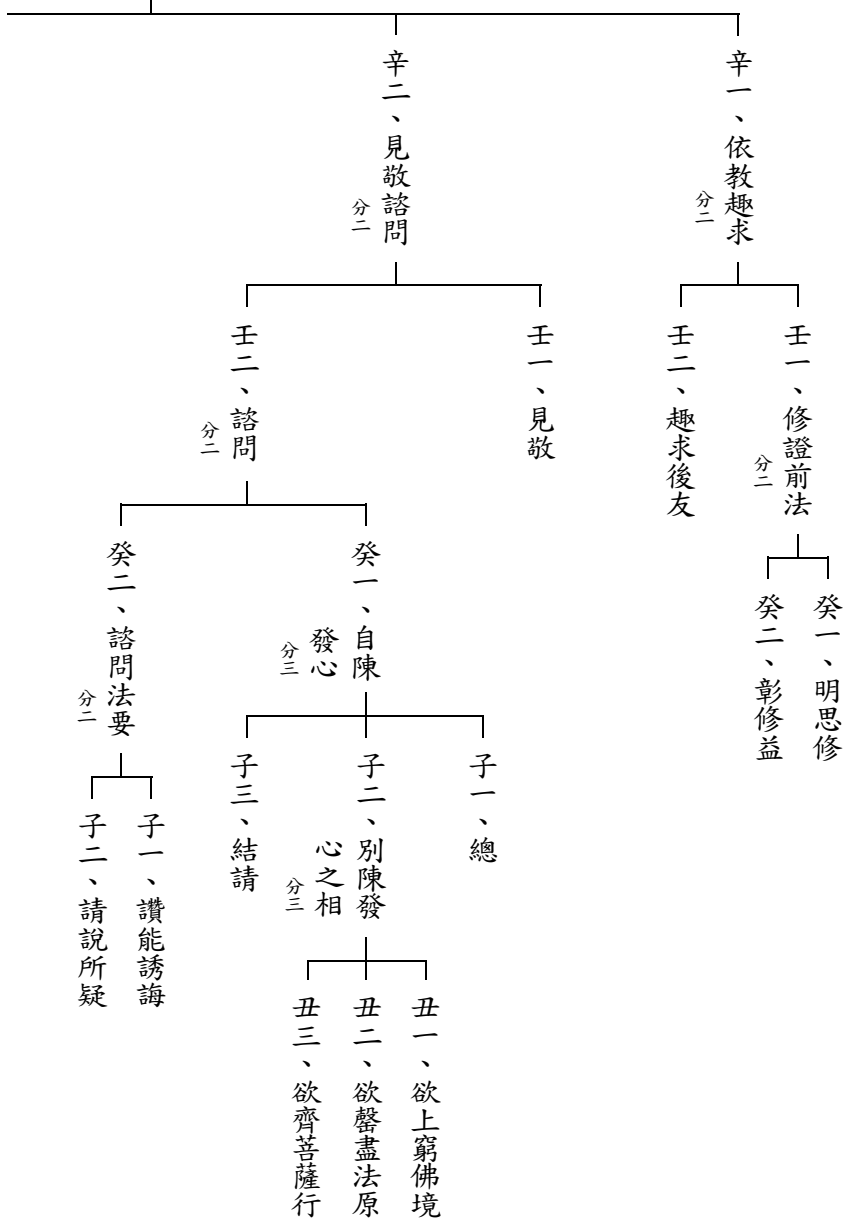 辛一、依教趣求
分二
壬一、修證前法
分二
癸一、明思修
癸二、彰修益
壬二、趣求後友
辛二、見敬諮問
分二
壬一、見敬
壬二、諮問
分二
癸一、自陳
發心
分三
子一、總
子二、別陳發
心之相
分三
丑一、欲上窮佛境
丑二、欲罄盡法原
丑三、欲齊菩薩行
子三、結請
癸二、諮問法要
分二
子一、讚能誘誨
子二、請說所疑